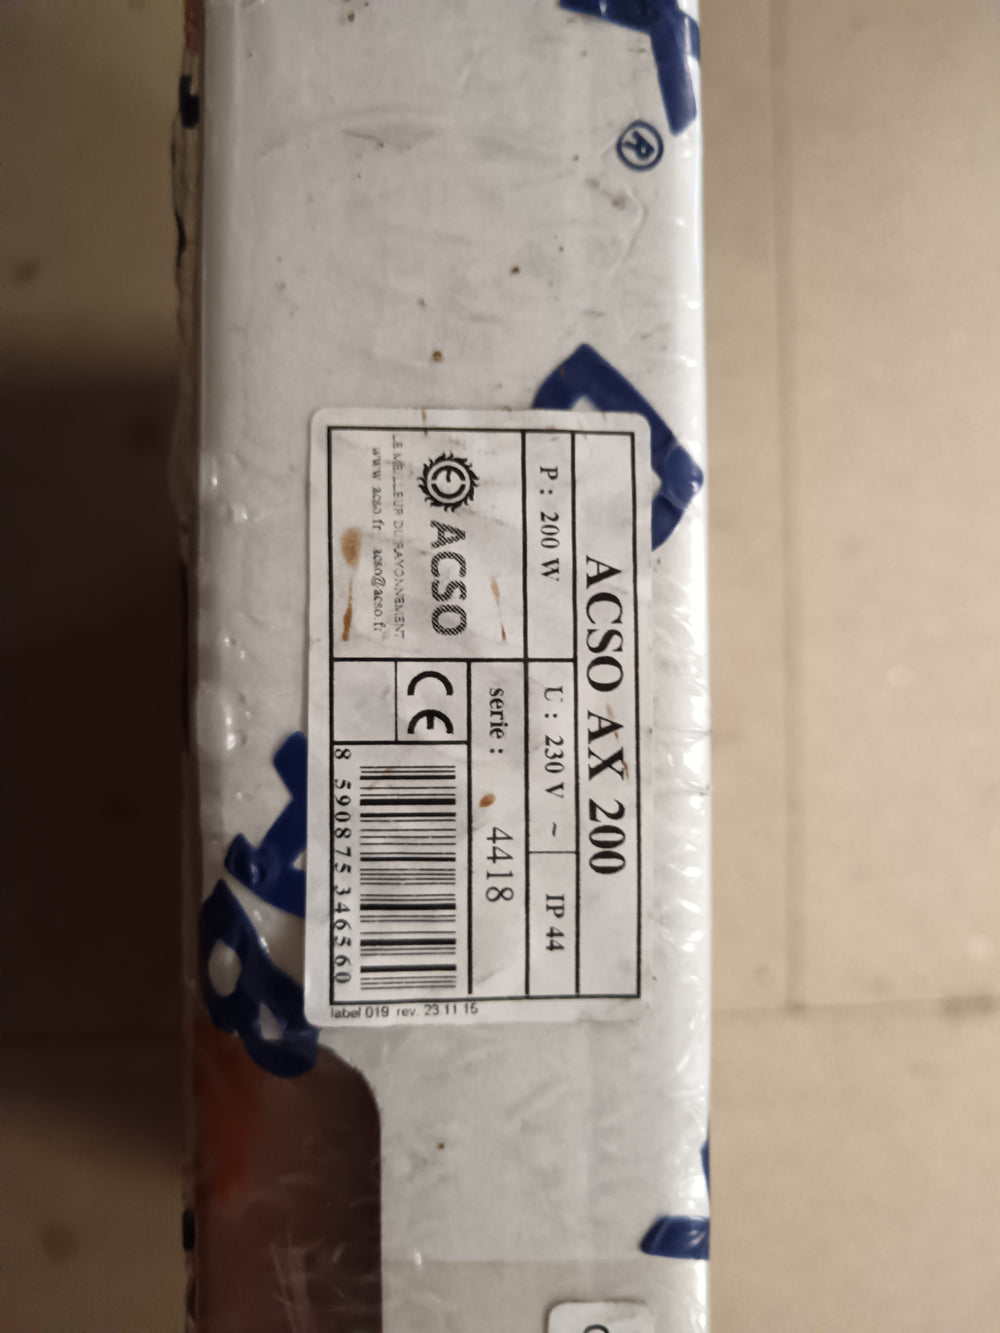 ®
ACSO AX 200
P : 200 W
U : 230 V ~
IP 44
ACSO
LE MEILLEUR DU RAYONNEMENT
www.acso.fr acso@acso.fr
serie : 4418
CE
8 590875 346560
label 019 rev. 23.11.15